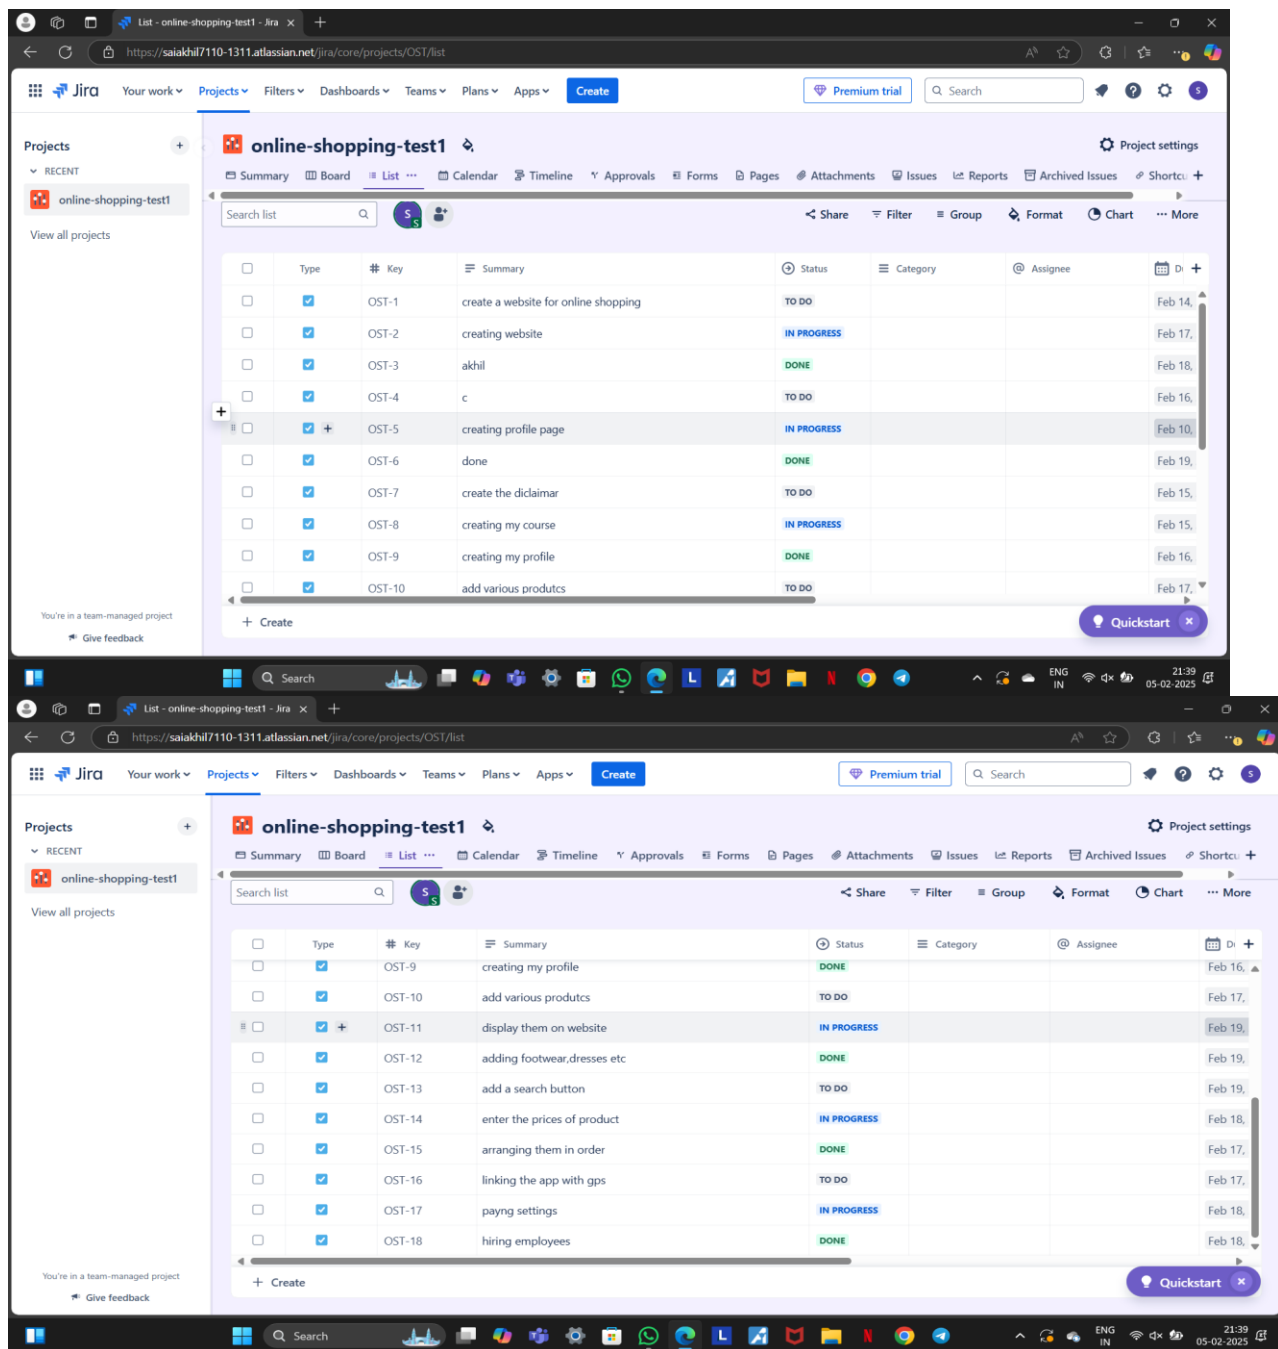 List - online-shopping-test1 - Jira
https://saiakhil7110-1311.atlassian.net/jira/core/projects/OST/list
Jira Your work Projects Filters Dashboards Teams Plans Apps Create Premium trial Search S
Projects
RECENT
online-shopping-test1
View all projects
online-shopping-test1 Project settings
Summary Board List Calendar Timeline Approvals Forms Pages Attachments Issues Reports Archived Issues Shortcu
Search list S S Share Filter Group Format Chart More
Type Key Summary Status Category Assignee D
OST-1 create a website for online shopping TO DO Feb 14,
OST-2 creating website IN PROGRESS Feb 17,
OST-3 akhil DONE Feb 18,
OST-4 c TO DO Feb 16,
OST-5 creating profile page IN PROGRESS Feb 10,
OST-6 done DONE Feb 19,
OST-7 create the diclaimar TO DO Feb 15,
OST-8 creating my course IN PROGRESS Feb 15,
OST-9 creating my profile DONE Feb 16,
OST-10 add various produtcs TO DO Feb 17,
+ Create
You're in a team-managed project
Give feedback
Quickstart
Search
ENG
IN
21:39
05-02-2025
List - online-shopping-test1 - Jira
https://saiakhil7110-1311.atlassian.net/jira/core/projects/OST/list
Jira Your work Projects Filters Dashboards Teams Plans Apps Create Premium trial Search S
Projects
RECENT
online-shopping-test1
View all projects
online-shopping-test1 Project settings
Summary Board List Calendar Timeline Approvals Forms Pages Attachments Issues Reports Archived Issues Shortcu
Search list S S Share Filter Group Format Chart More
Type Key Summary Status Category Assignee D
OST-9 creating my profile DONE Feb 16,
OST-10 add various produtcs TO DO Feb 17,
OST-11 display them on website IN PROGRESS Feb 19,
OST-12 adding footwear,dresses etc DONE Feb 19,
OST-13 add a search button TO DO Feb 19,
OST-14 enter the prices of product IN PROGRESS Feb 18,
OST-15 arranging them in order DONE Feb 17,
OST-16 linking the app with gps TO DO Feb 17,
OST-17 payng settings IN PROGRESS Feb 18,
OST-18 hiring employees DONE Feb 18,
+ Create
You're in a team-managed project
Give feedback
Quickstart
Search
ENG
IN
21:39
05-02-2025